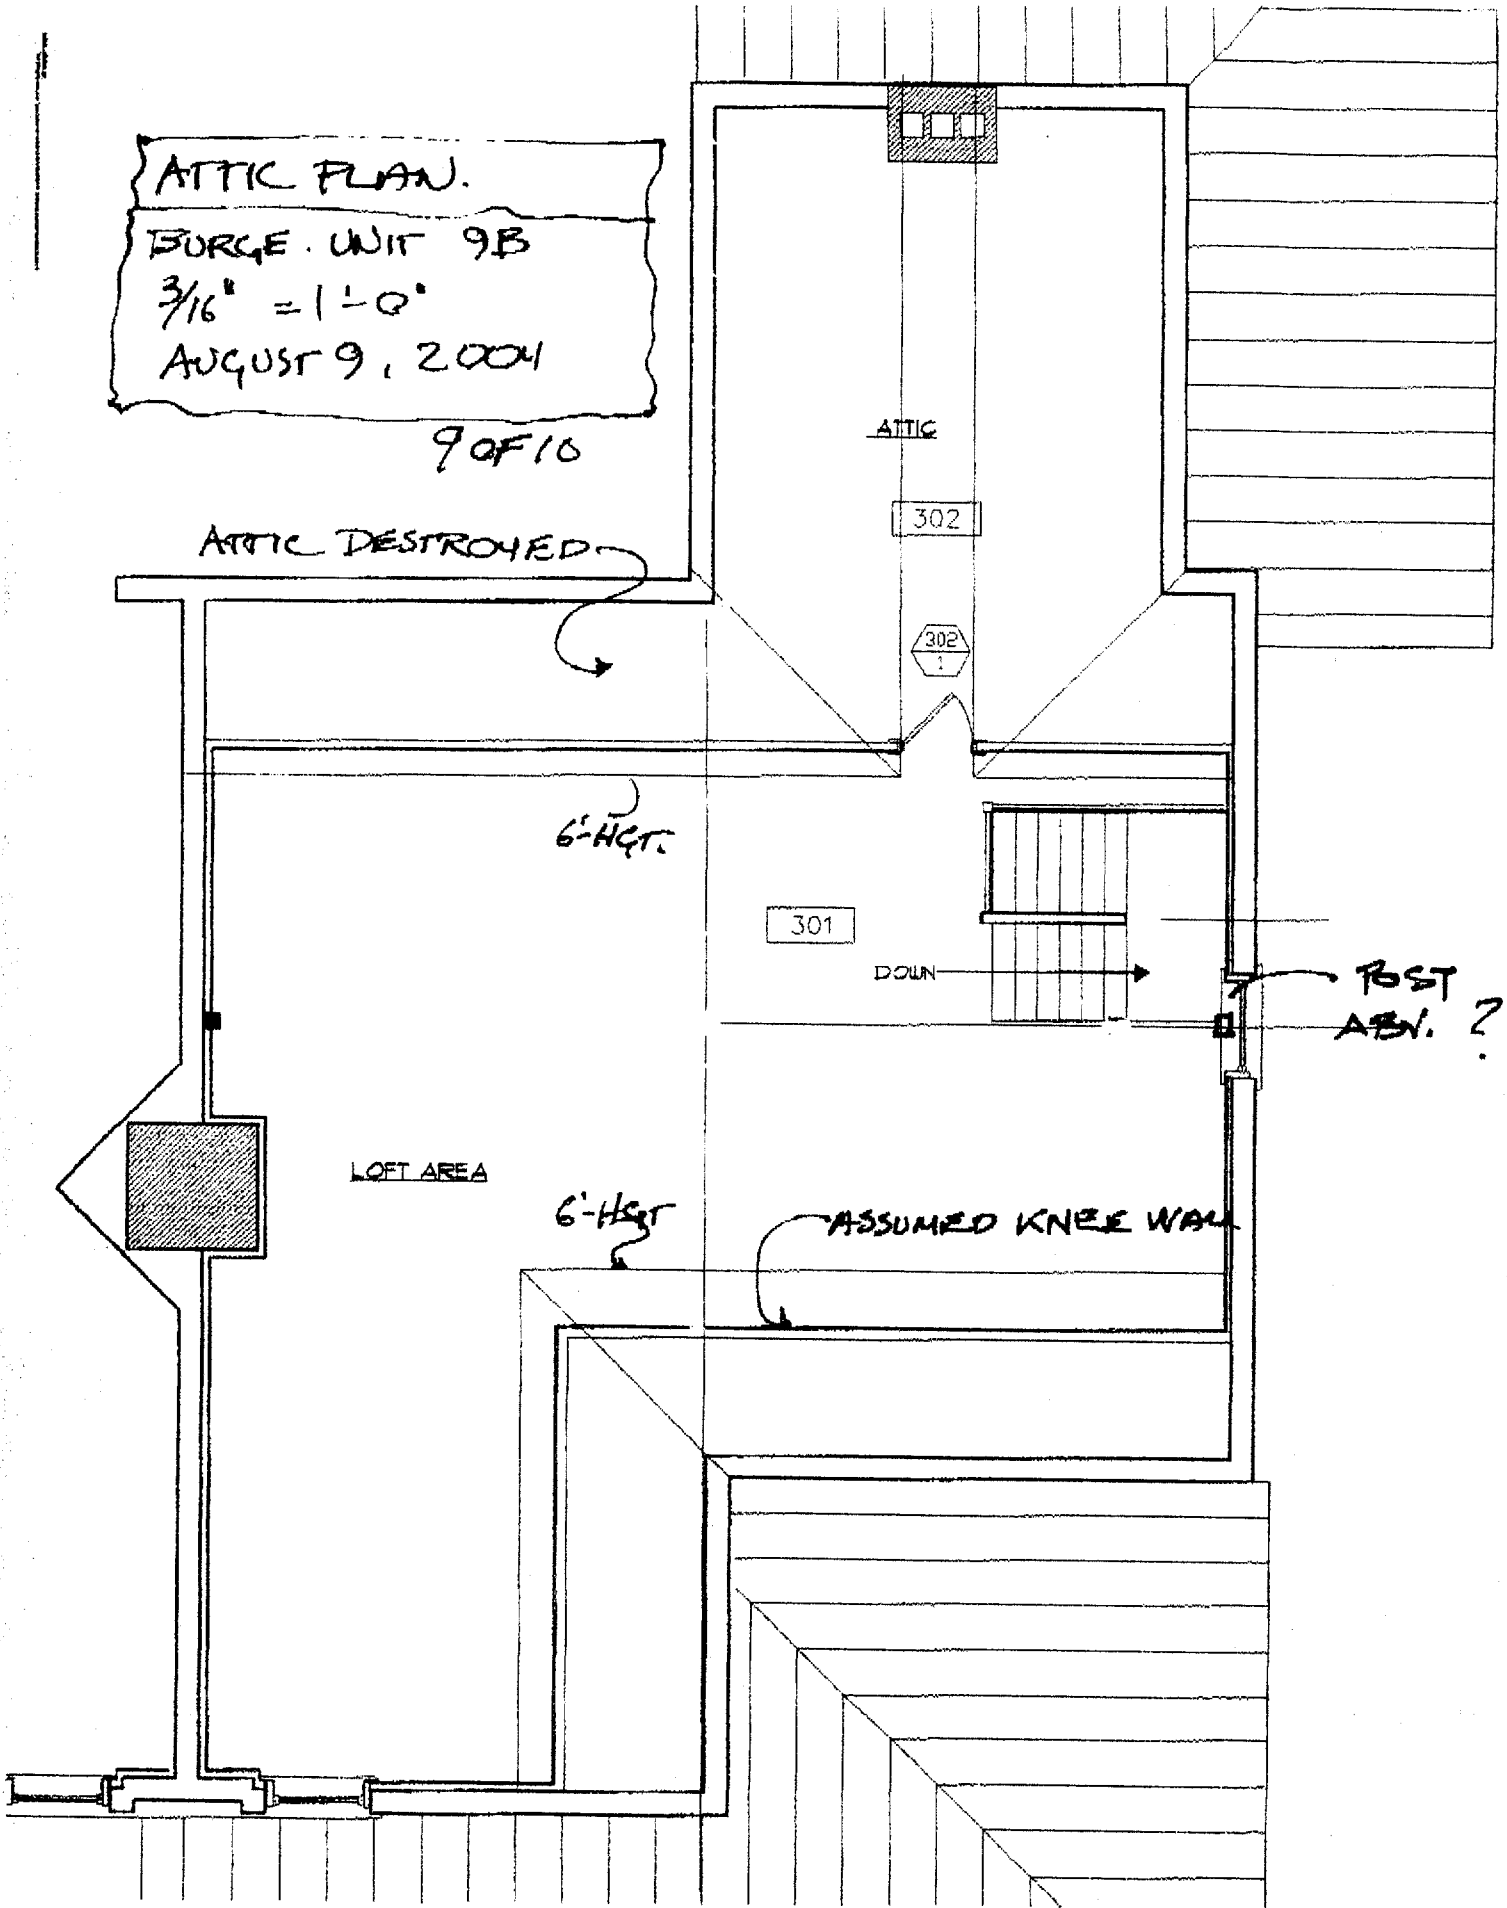 ATTIC PLAN.
BURGE. UNIT 9B
3/16" = 1'-0"
AUGUST 9, 2004
9 OF 10
ATTIC
302
ATTIC DESTROYED
302
1
6'-HGT.
301
DOWN
POST
ABV. ?
LOFT AREA
6'-HGT
ASSUMED KNEE WALL